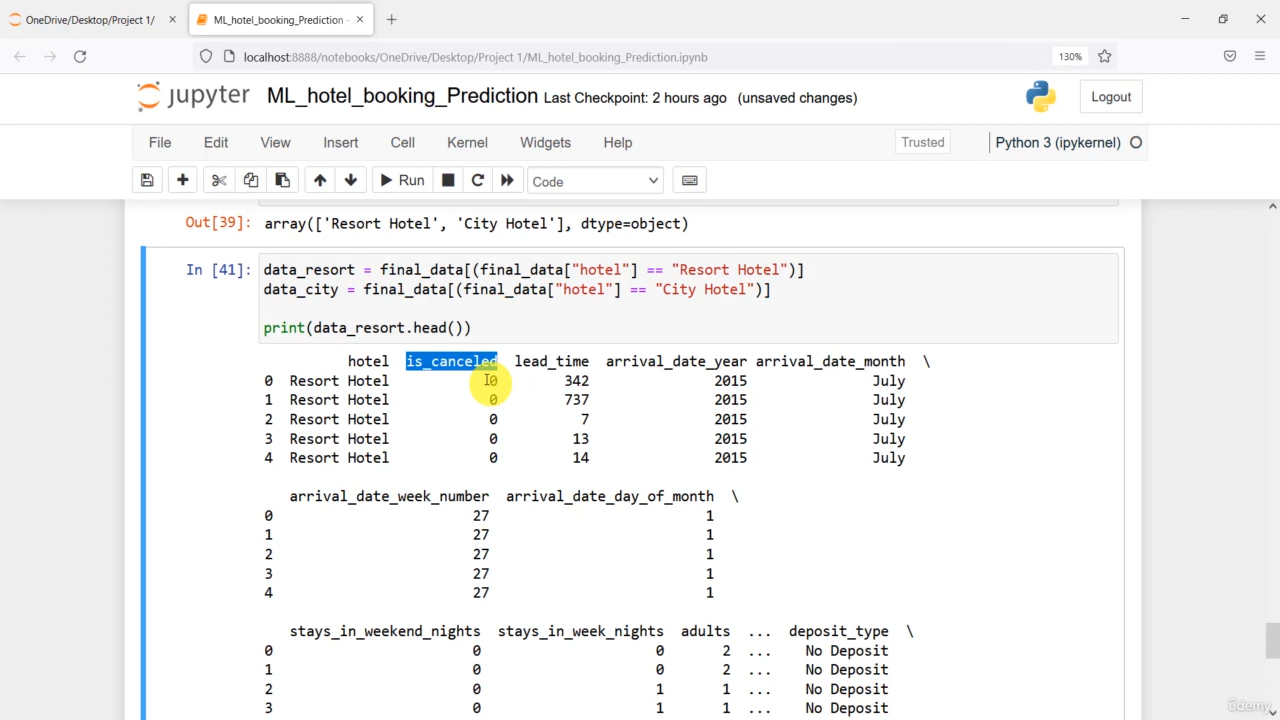 OneDrive/Desktop/Project 1/
ML_hotel_booking_Prediction -
localhost:8888/notebooks/OneDrive/Desktop/Project 1/ML_hotel_booking_Prediction.ipynb
130%
jupyter ML_hotel_booking_Prediction Last Checkpoint: 2 hours ago (unsaved changes)
Logout
File Edit View Insert Cell Kernel Widgets Help
Trusted
Python 3 (ipykernel)
Run
Code
Out[39]: array(['Resort Hotel', 'City Hotel'], dtype=object)
In [41]: data_resort = final_data[(final_data["hotel"] == "Resort Hotel")]
data_city = final_data[(final_data["hotel"] == "City Hotel")]
print(data_resort.head())
hotel is_canceled lead_time arrival_date_year arrival_date_month \
0 Resort Hotel 0 342 2015 July
1 Resort Hotel 0 737 2015 July
2 Resort Hotel 0 7 2015 July
3 Resort Hotel 0 13 2015 July
4 Resort Hotel 0 14 2015 July
arrival_date_week_number arrival_date_day_of_month \
0 27 1
1 27 1
2 27 1
3 27 1
4 27 1
stays_in_weekend_nights stays_in_week_nights adults ... deposit_type \
0 0 0 2 ... No Deposit
1 0 0 2 ... No Deposit
2 0 1 1 ... No Deposit
3 0 1 1 ... No Deposit
ûdemy